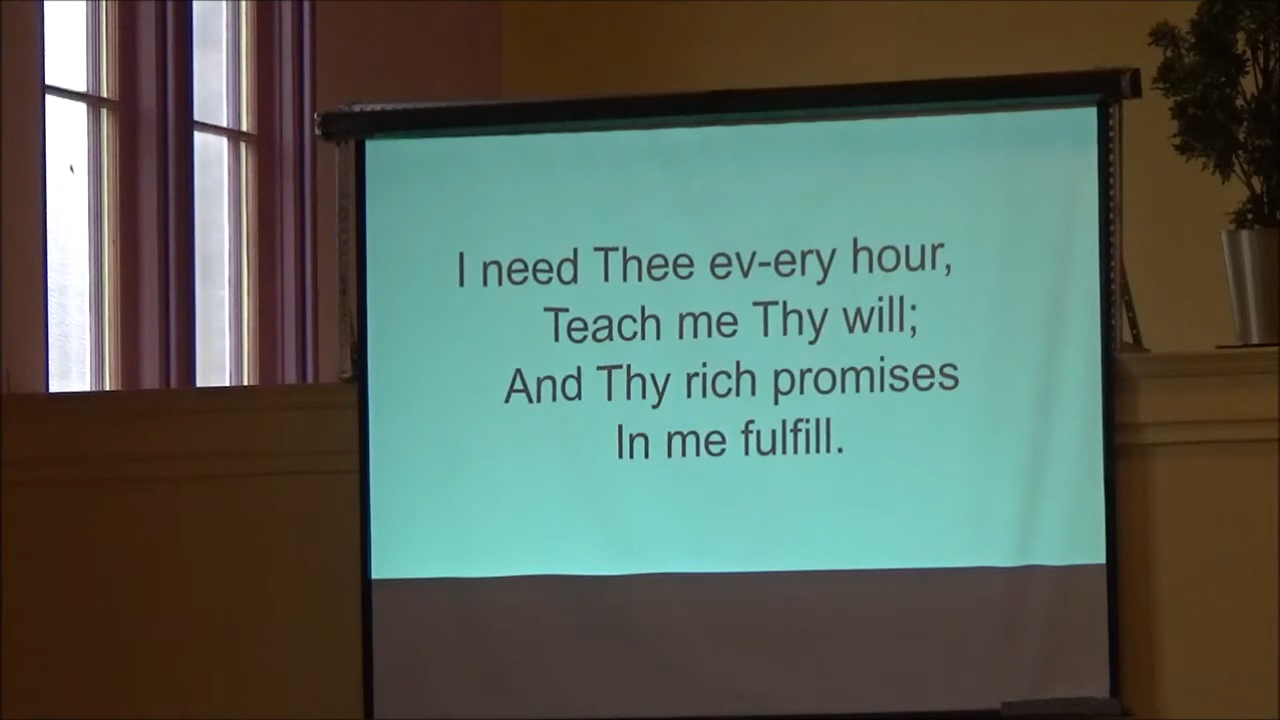 I need Thee ev-ery hour,
Teach me Thy will;
And Thy rich promises
In me fulfill.